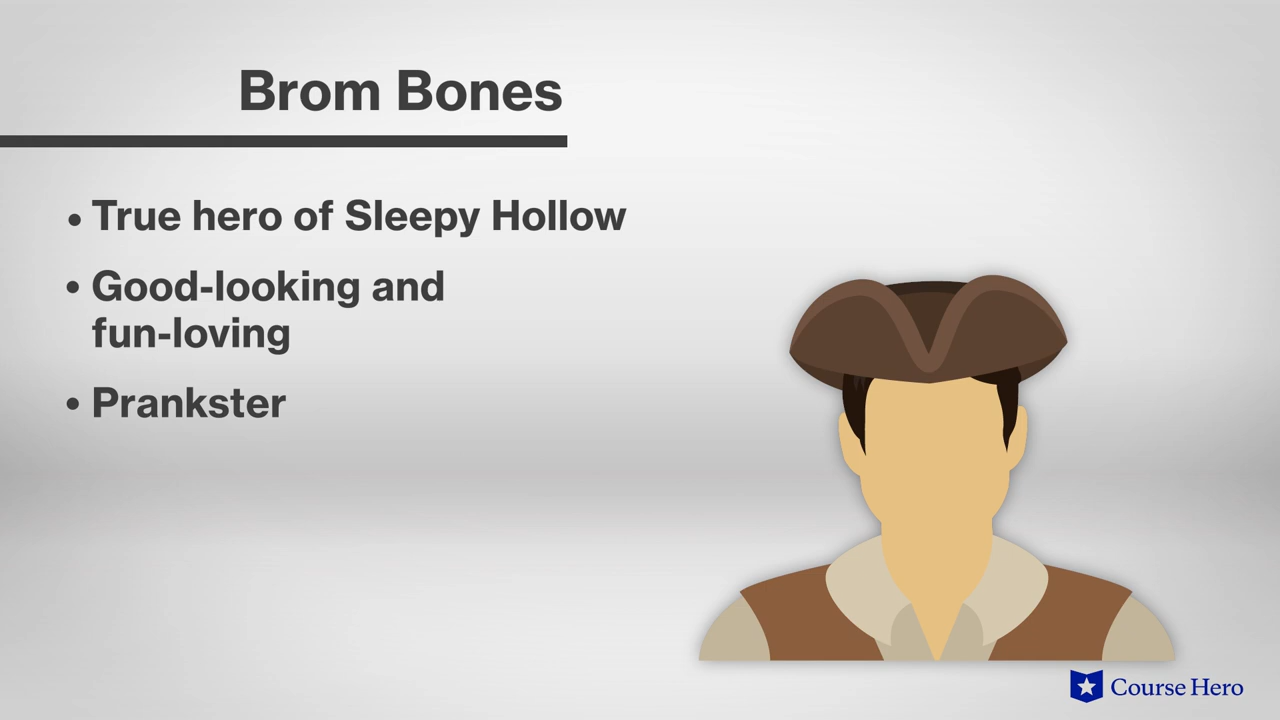 Brom Bones
• True hero of Sleepy Hollow
• Good-looking and
fun-loving
• Prankster
Course Hero